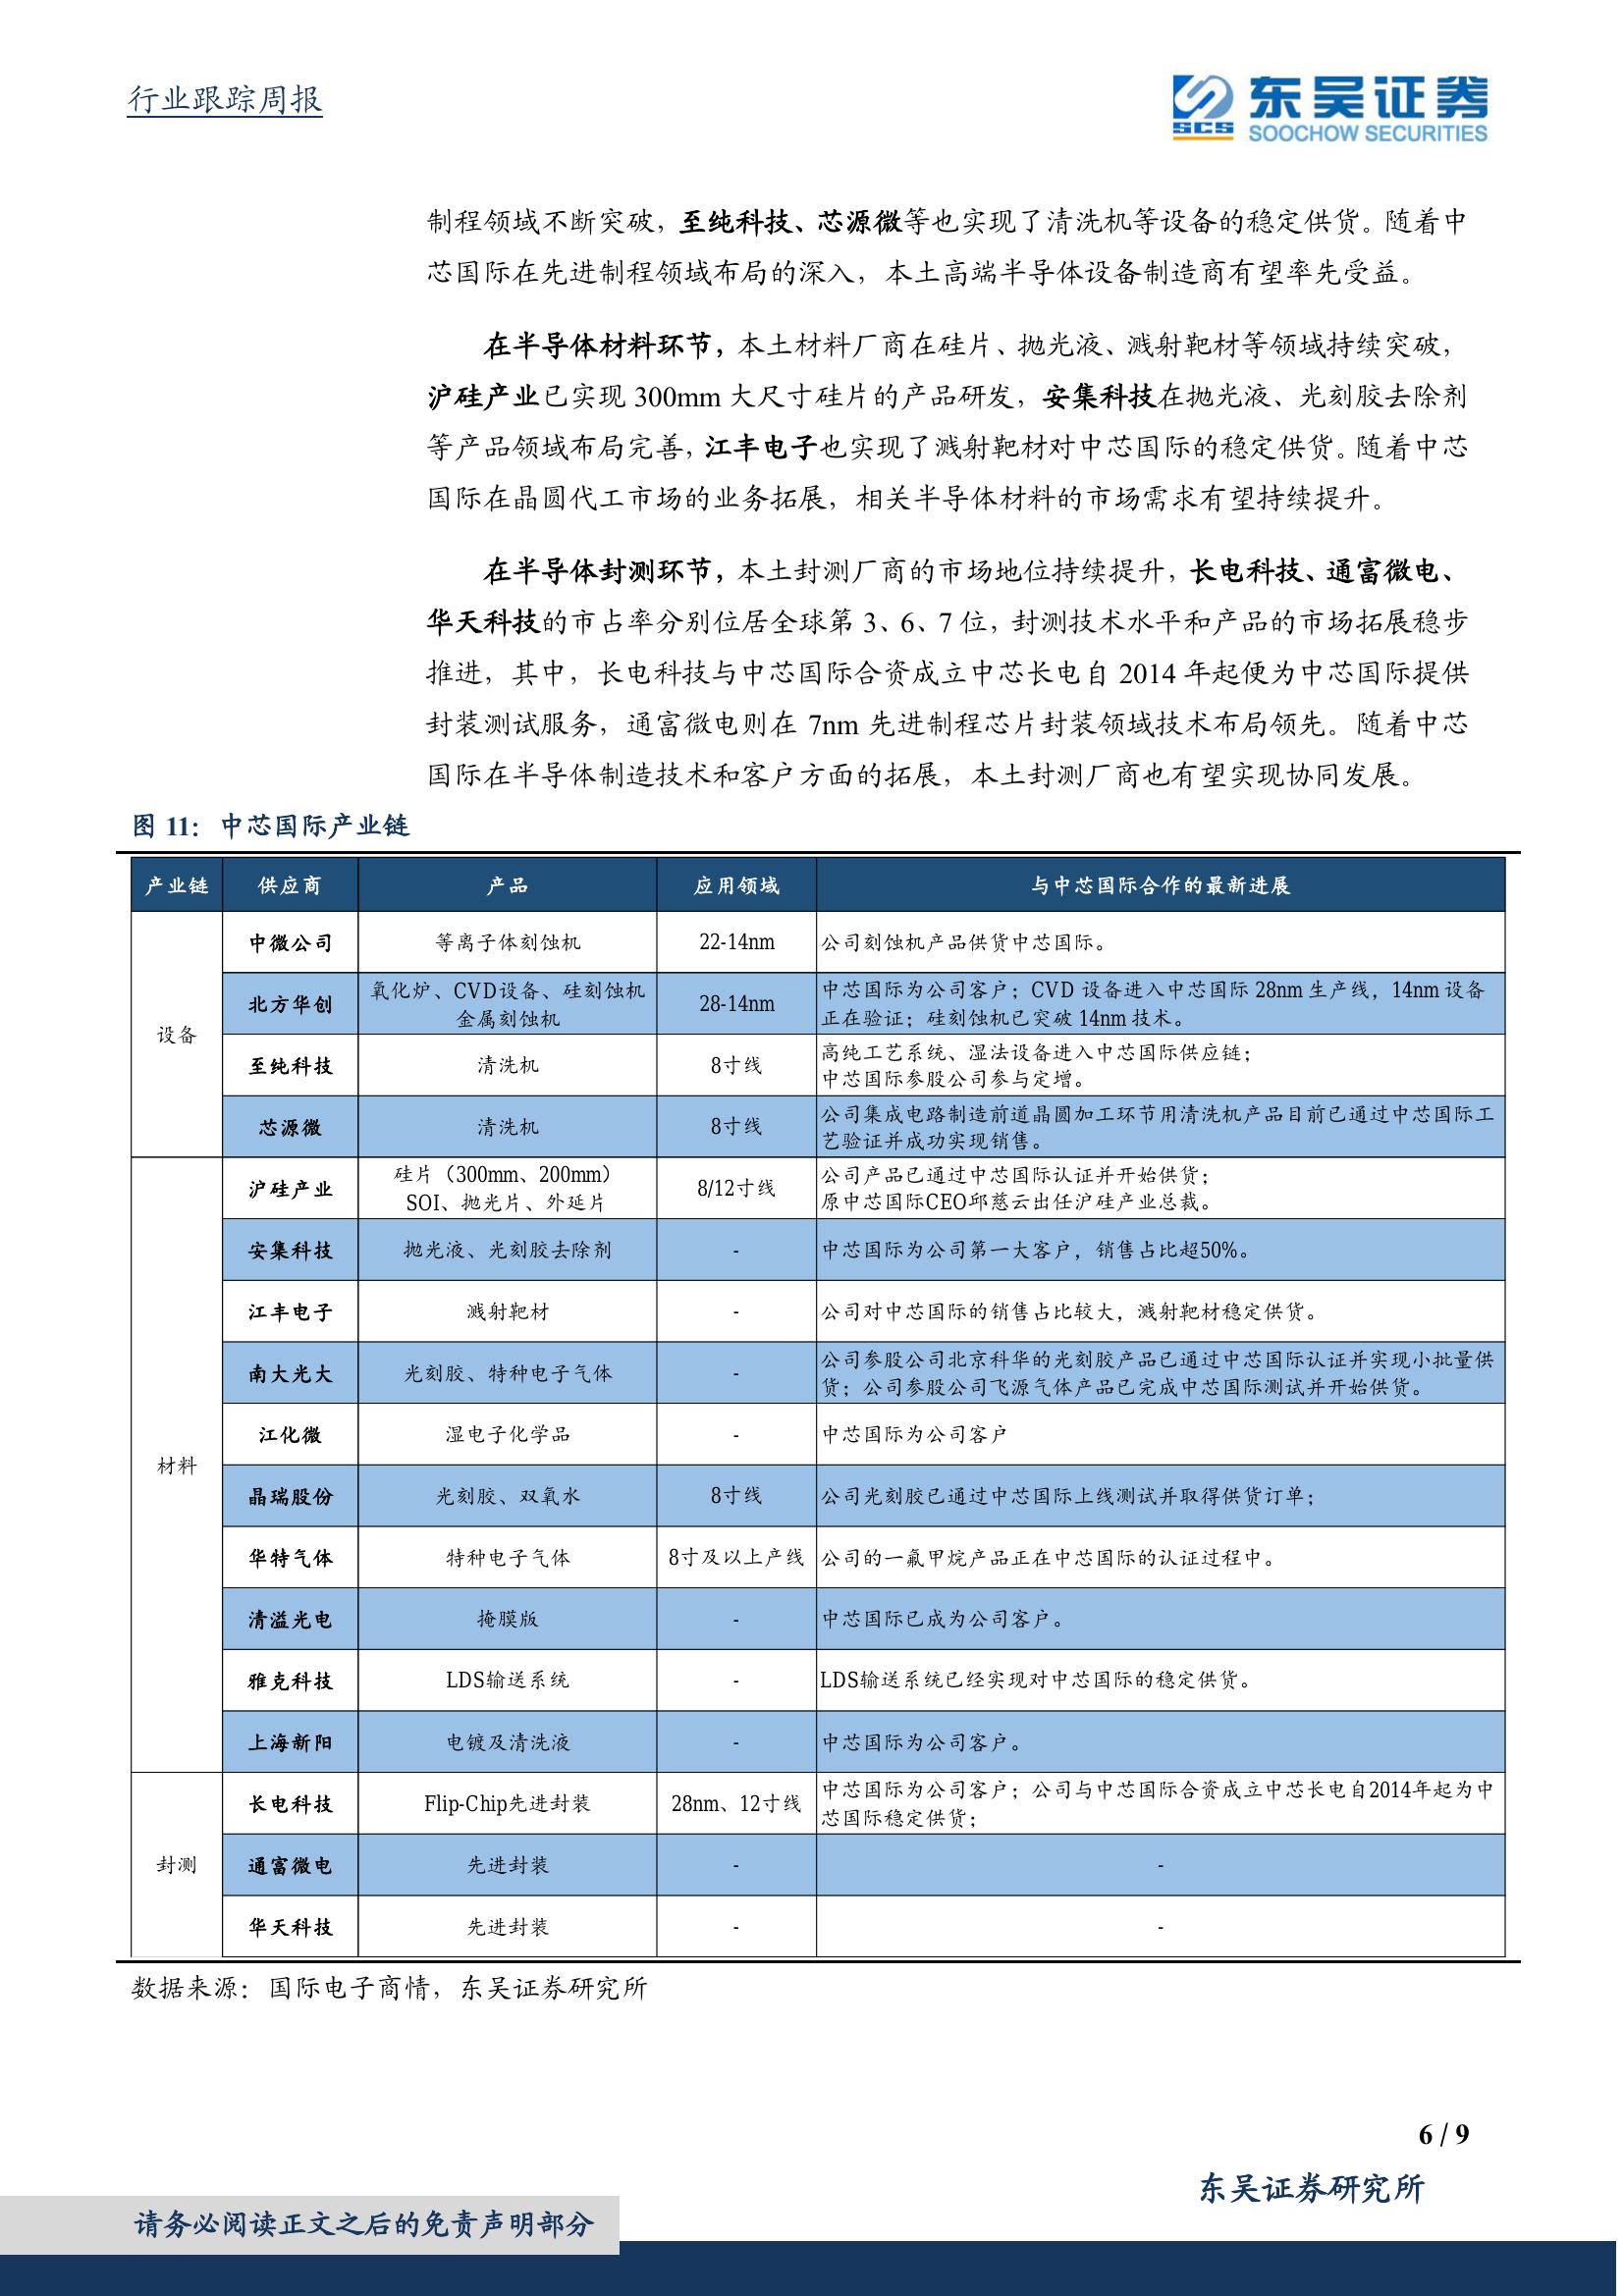 行业跟踪周报
东吴证券
SCS
SOOCHOW SECURITIES
制程领域不断突破，至纯科技、芯源微等也实现了清洗机等设备的稳定供货。随着中
芯国际在先进制程领域布局的深入，本土高端半导体设备制造商有望率先受益。
在半导体材料环节，本土材料厂商在硅片、抛光液、溅射靶材等领域持续突破，
沪硅产业已实现 300mm 大尺寸硅片的产品研发，安集科技在抛光液、光刻胶去除剂
等产品领域布局完善，江丰电子也实现了溅射靶材对中芯国际的稳定供货。随着中芯
国际在晶圆代工市场的业务拓展，相关半导体材料的市场需求有望持续提升。
在半导体封测环节，本土封测厂商的市场地位持续提升，长电科技、通富微电、
华天科技的市占率分别位居全球第 3、6、7 位，封测技术水平和产品的市场拓展稳步
推进，其中，长电科技与中芯国际合资成立中芯长电自 2014 年起便为中芯国际提供
封装测试服务，通富微电则在 7nm 先进制程芯片封装领域技术布局领先。随着中芯
国际在半导体制造技术和客户方面的拓展，本土封测厂商也有望实现协同发展。
图 11：中芯国际产业链
产业链 供应商 产品 应用领域 与中芯国际合作的最新进展
设备
中微公司 等离子体刻蚀机 22-14nm 公司刻蚀机产品供货中芯国际。
北方华创 氧化炉、CVD设备、硅刻蚀机 28-14nm 中芯国际为公司客户；CVD 设备进入中芯国际 28nm 生产线，14nm 设备
金属刻蚀机 正在验证；硅刻蚀机已突破 14nm 技术。
至纯科技 清洗机 8寸线 高纯工艺系统、湿法设备进入中芯国际供应链；
中芯国际参股公司参与定增。
芯源微 清洗机 8寸线 公司集成电路制造前道晶圆加工环节用清洗机产品目前已通过中芯国际工
艺验证并成功实现销售。
材料
沪硅产业 硅片（300mm、200mm） 8/12寸线 公司产品已通过中芯国际认证并开始供货；
SOI、抛光片、外延片 原中芯国际CEO邱慈云出任沪硅产业总裁。
安集科技 抛光液、光刻胶去除剂 - 中芯国际为公司第一大客户，销售占比超50%。
江丰电子 溅射靶材 - 公司对中芯国际的销售占比较大，溅射靶材稳定供货。
南大光大 光刻胶、特种电子气体 - 公司参股公司北京科华的光刻胶产品已通过中芯国际认证并实现小批量供
货；公司参股公司飞源气体产品已完成中芯国际测试并开始供货。
江化微 湿电子化学品 - 中芯国际为公司客户
晶瑞股份 光刻胶、双氧水 8寸线 公司光刻胶已通过中芯国际上线测试并取得供货订单；
华特气体 特种电子气体 8寸及以上产线 公司的一氟甲烷产品正在中芯国际的认证过程中。
清溢光电 掩膜版 - 中芯国际已成为公司客户。
雅克科技 LDS输送系统 - LDS输送系统已经实现对中芯国际的稳定供货。
上海新阳 电镀及清洗液 - 中芯国际为公司客户。
封测
长电科技 Flip-Chip先进封装 28nm、12寸线 中芯国际为公司客户；公司与中芯国际合资成立中芯长电自2014年起为中
芯国际稳定供货；
通富微电 先进封装 - -
华天科技 先进封装 - -
数据来源：国际电子商情，东吴证券研究所
6 / 9
东吴证券研究所
请务必阅读正文之后的免责声明部分